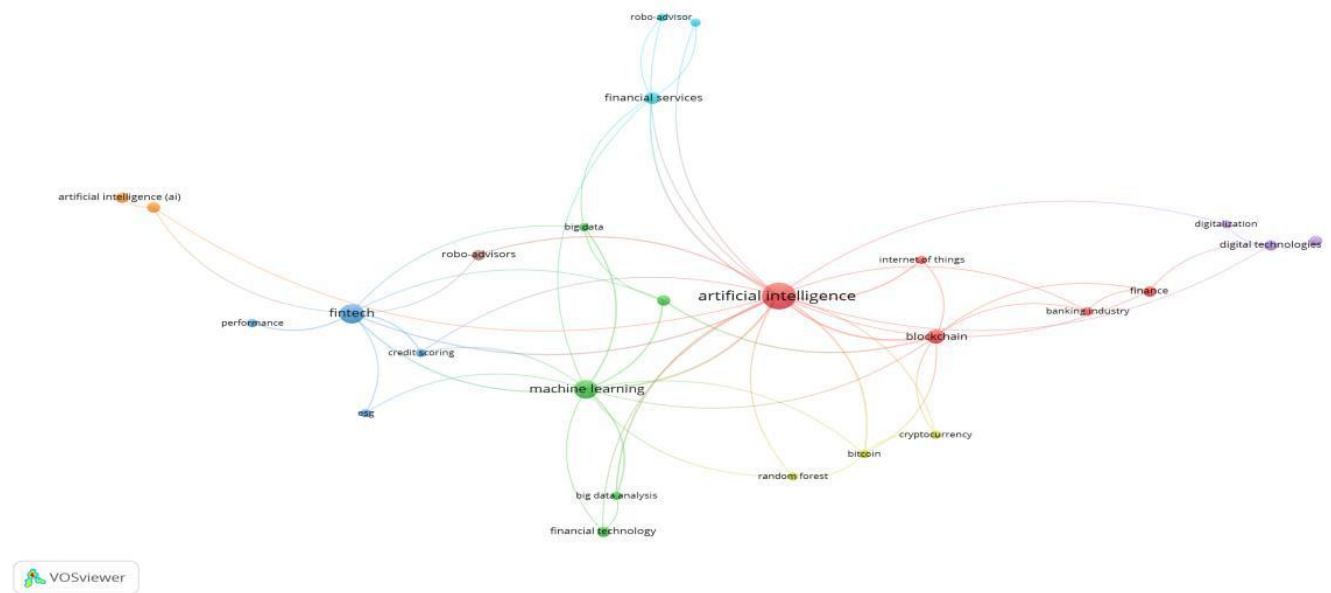 robo-advisor
financial services
artificial intelligence (ai)
big data
digitalization
digital technologies
robo-advisors
internet of things
artificial intelligence
finance
fintech
banking industry
performance
blockchain
credit scoring
machine learning
esg
cryptocurrency
bitcoin
random forest
big data analysis
financial technology
VOSviewer